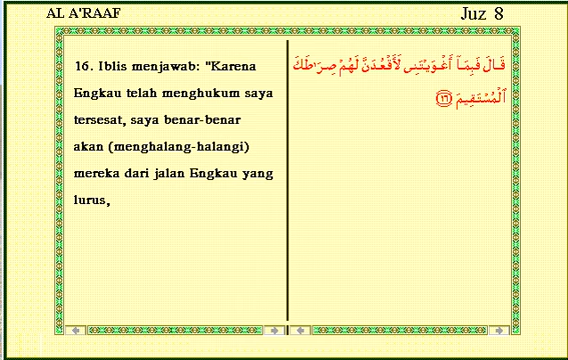 AL A'RAAF
Juz 8
16. Iblis menjawab: "Karena
Engkau telah menghukum saya
tersesat, saya benar-benar
akan (menghalang-halangi)
mereka dari jalan Engkau yang
lurus,
قَالَ فَبِمَآ أَغْوَيْتَنِى لَأَقْعُدَنَّ لَهُمْ صِرَٰطَكَ
ٱلْمُسْتَقِيمَ ۝١٦